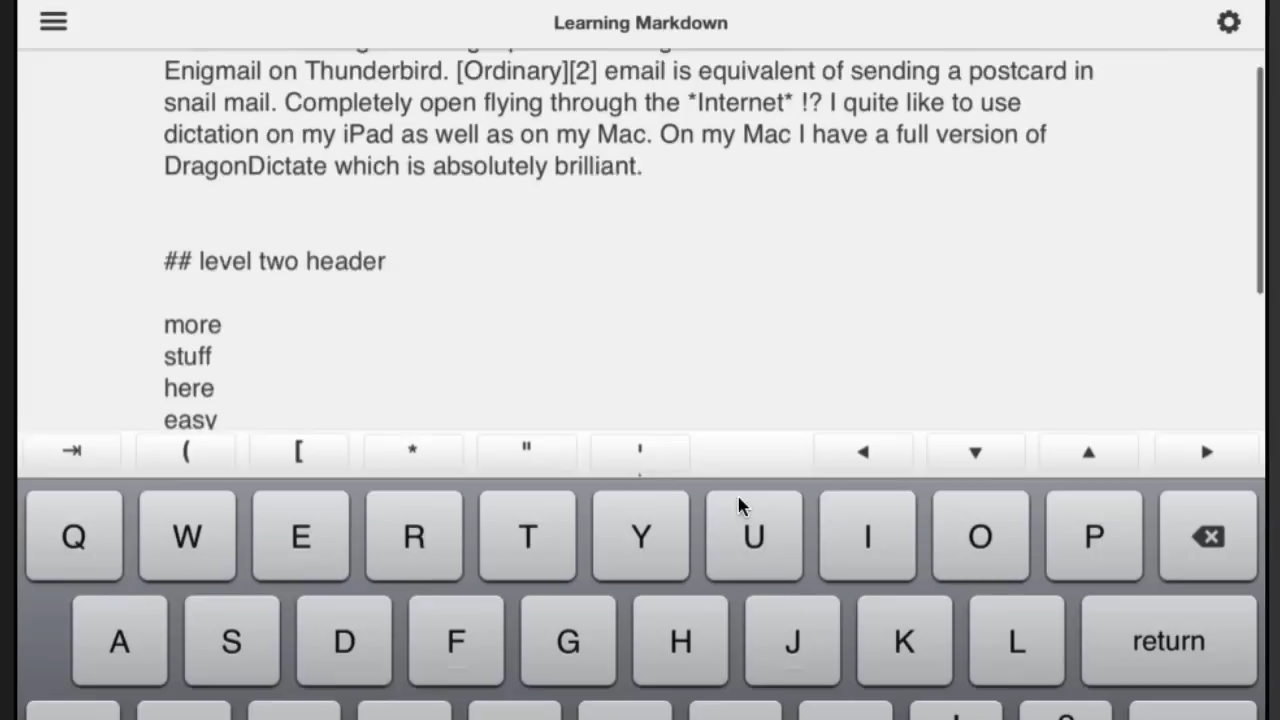 Learning Markdown
Enigmail on Thunderbird. [Ordinary][2] email is equivalent of sending a postcard in
snail mail. Completely open flying through the *Internet* !? I quite like to use
dictation on my iPad as well as on my Mac. On my Mac I have a full version of
DragonDictate which is absolutely brilliant.
## level two header
more
stuff
here
easy
( [ * " '
Q W E R T Y U I O P
A S D F G H J K L return